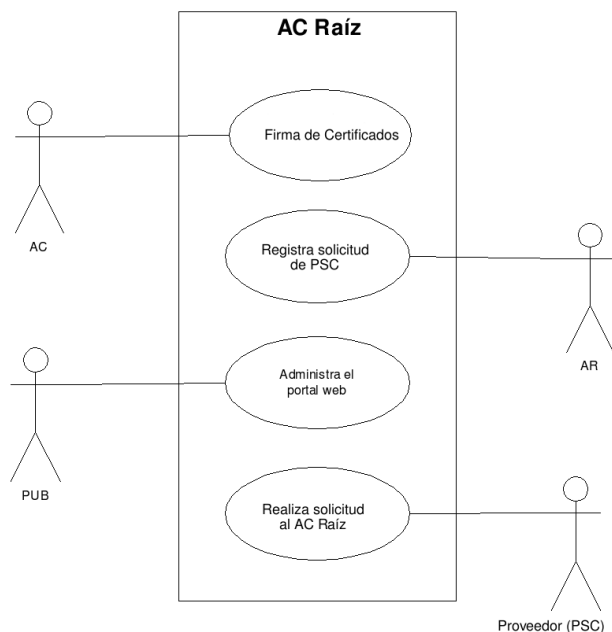 AC Raíz
Firma de Certificados
AC
Registra solicitud
de PSC
AR
Administra el
portal web
PUB
Realiza solicitud
al AC Raíz
Proveedor (PSC)